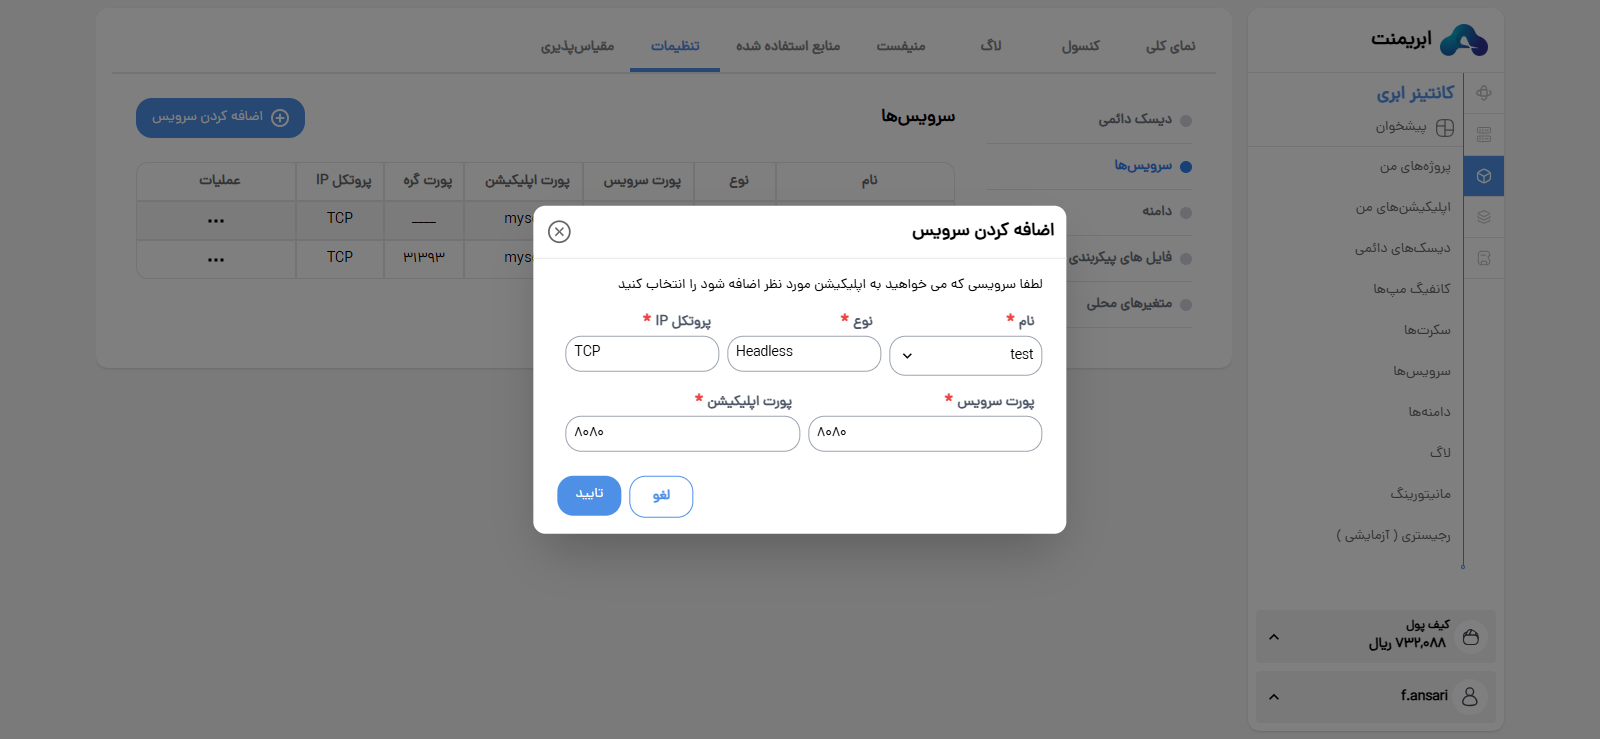 ابریمنت
کانتینر ابری
پیشخوان
پروژه‌های من
اپلیکیشن‌های من
دیسک‌های دائمی
کانفیگ مپ‌ها
سکرت‌ها
سرویس‌ها
دامنه‌ها
لاگ
مانیتورینگ
رجیستری ( آزمایشی )
کیف پول
۷۳۲,۰۸۸ ریال
f.ansari
نمای کلی کنسول لاگ منیفست منابع استفاده شده تنظیمات مقیاس‌پذیری
دیسک دائمی
سرویس‌ها
دامنه
فایل های پیکربندی
متغیرهای محلی
سرویس‌ها
اضافه کردن سرویس
نام نوع پورت سرویس پورت اپلیکیشن پورت گره پروتکل IP عملیات
TCP
۳۱۳۹۳ TCP
اضافه کردن سرویس
لطفا سرویسی که می خواهید به اپلیکیشن مورد نظر اضافه شود را انتخاب کنید
نام * نوع * پروتکل IP *
test Headless TCP
پورت سرویس * پورت اپلیکیشن *
۸۰۸۰ ۸۰۸۰
لغو تایید